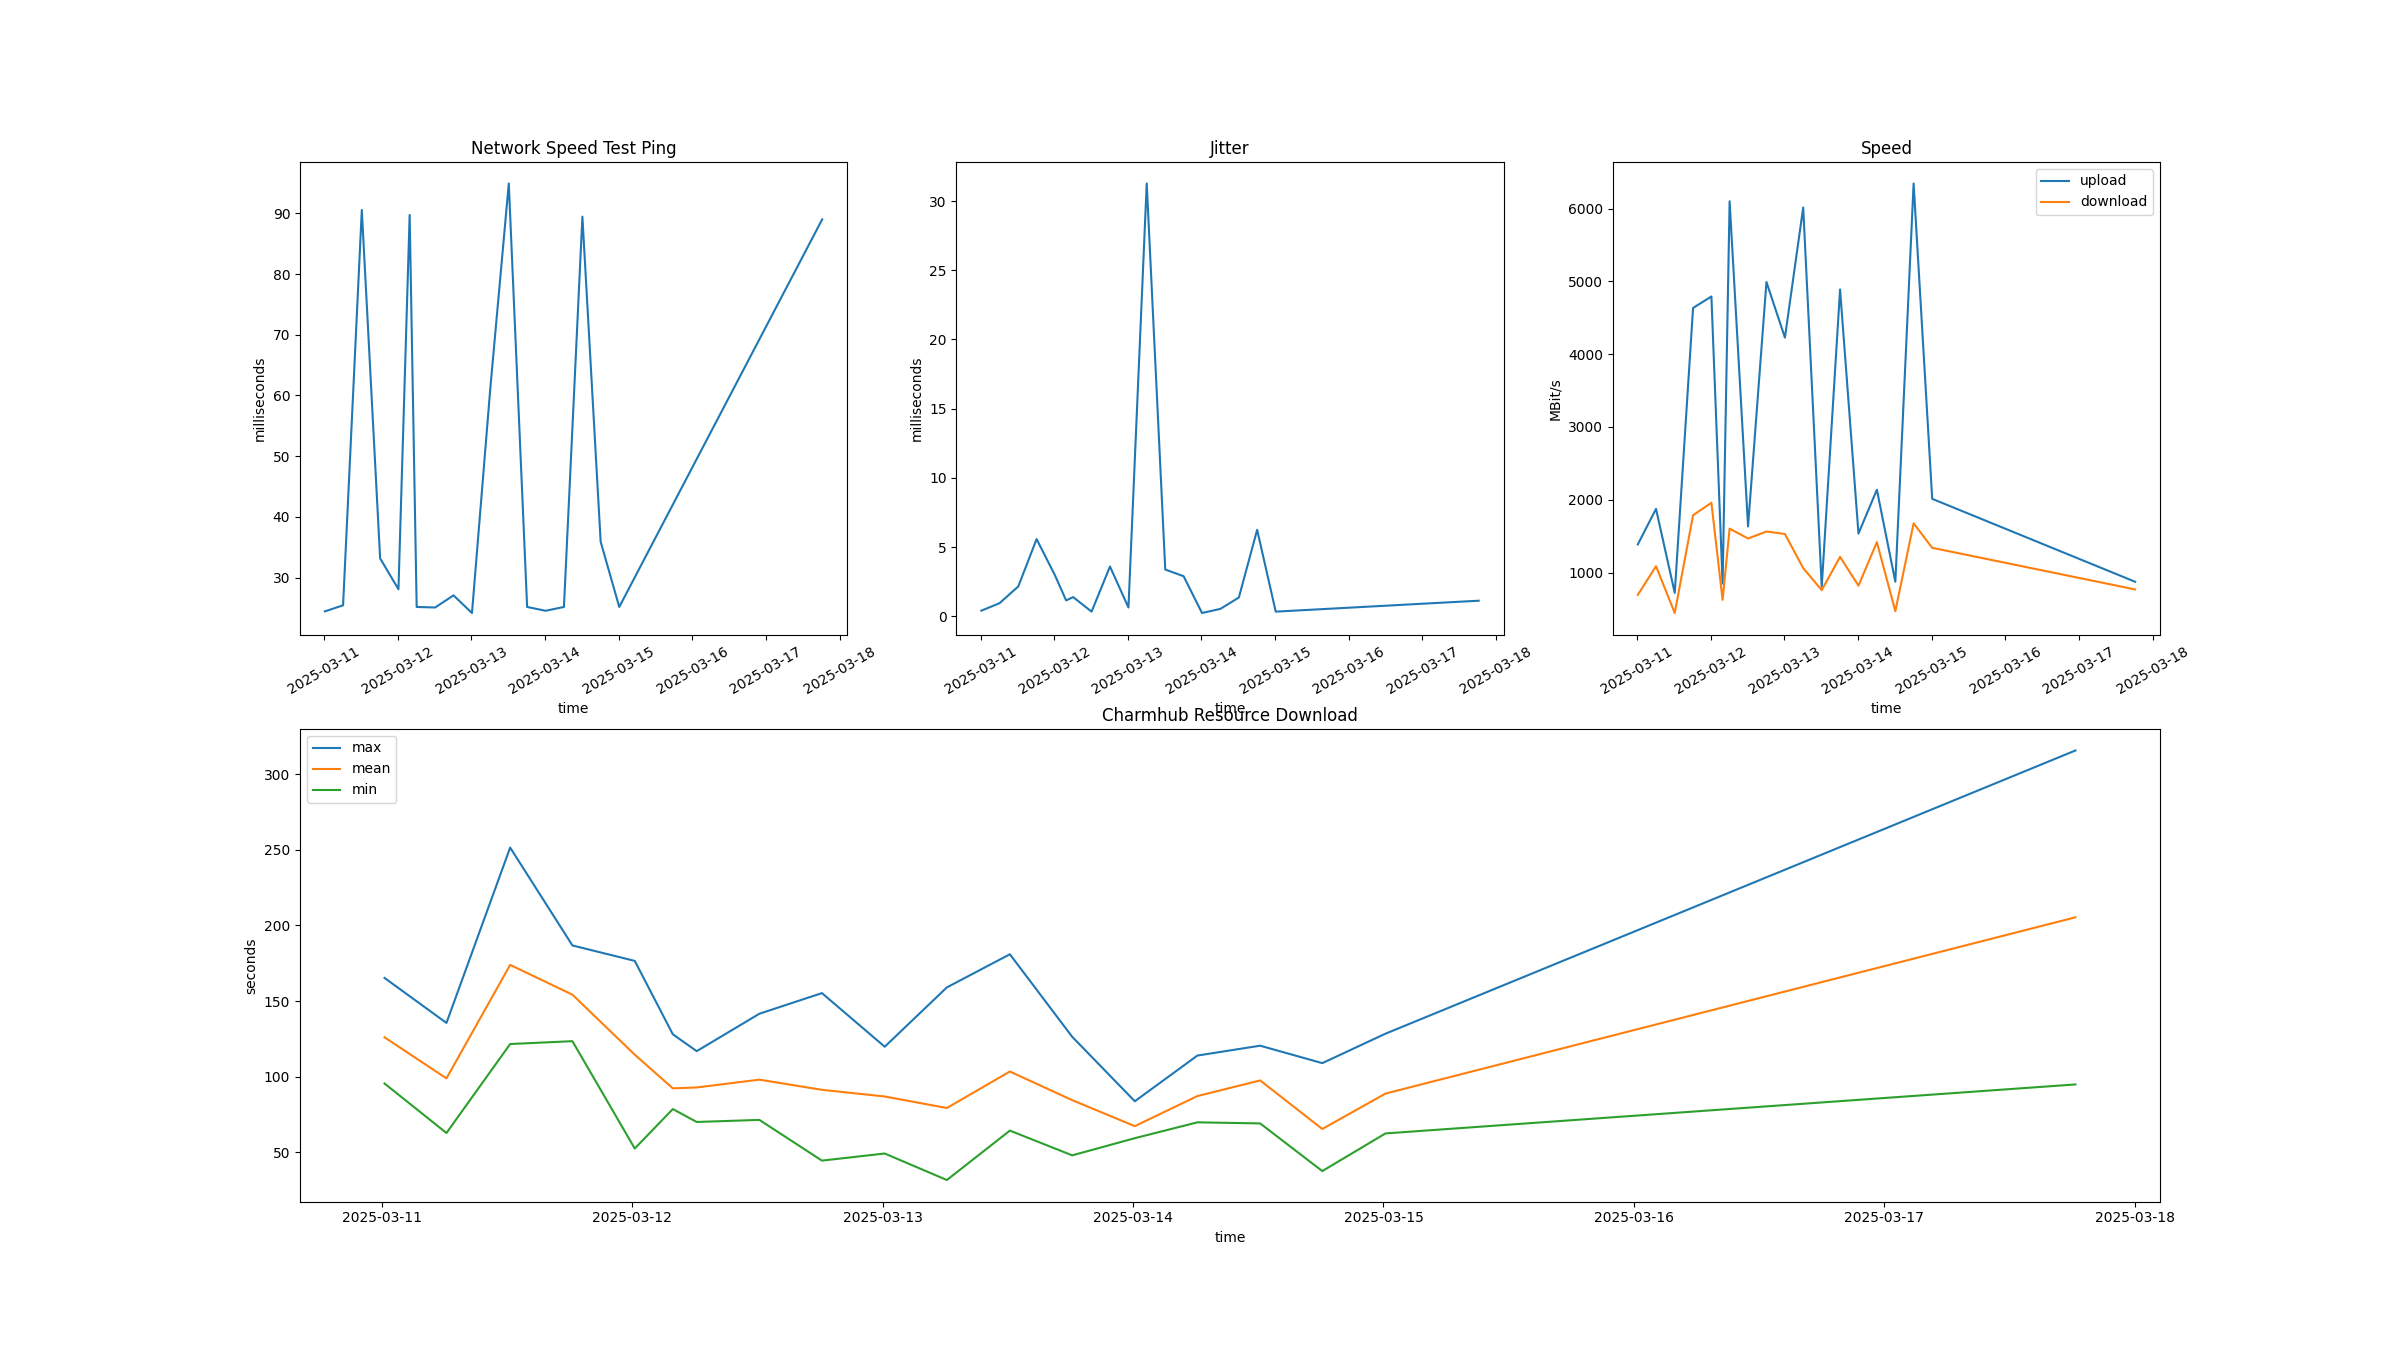 Network Speed Test Ping
90
80
70
60
50
40
30
milliseconds
2025-03-11 2025-03-12 2025-03-13 2025-03-14 2025-03-15 2025-03-16 2025-03-17 2025-03-18
time
Jitter
30
25
20
15
10
5
0
milliseconds
2025-03-11 2025-03-12 2025-03-13 2025-03-14 2025-03-15 2025-03-16 2025-03-17 2025-03-18
time
Speed
upload
download
6000
5000
4000
3000
2000
1000
MBit/s
2025-03-11 2025-03-12 2025-03-13 2025-03-14 2025-03-15 2025-03-16 2025-03-17 2025-03-18
time
Charmhub Resource Download
max
mean
min
300
250
200
150
100
50
seconds
2025-03-11 2025-03-12 2025-03-13 2025-03-14 2025-03-15 2025-03-16 2025-03-17 2025-03-18
time